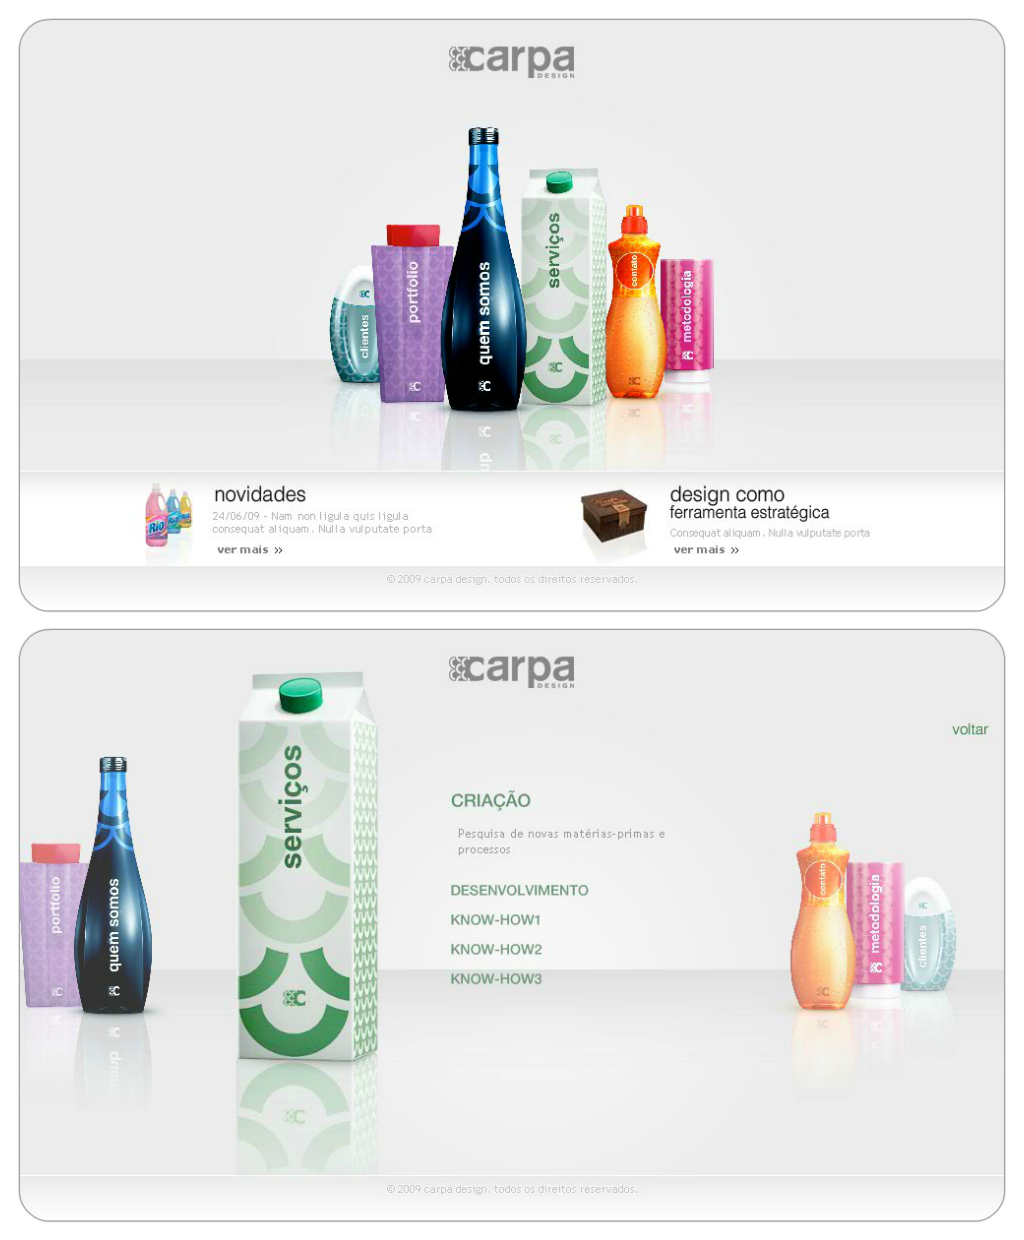 carpa
DESIGN
clientes
portfolio
quem somos
serviços
contato
metodologia
novidades
24/06/09 - Nam non ligula quis ligula
consequat aliquam. Nulla vulputate porta
ver mais »
Rio
design como
ferramenta estratégica
Consequat aliquam. Nulla vulputate porta
ver mais »
© 2009 carpa design. todos os direitos reservados.
carpa
DESIGN
voltar
portfolio
quem somos
serviços
CRIAÇÃO
Pesquisa de novas matérias-primas e
processos
DESENVOLVIMENTO
KNOW-HOW1
KNOW-HOW2
KNOW-HOW3
contato
metodologia
clientes
© 2009 carpa design. todos os direitos reservados.